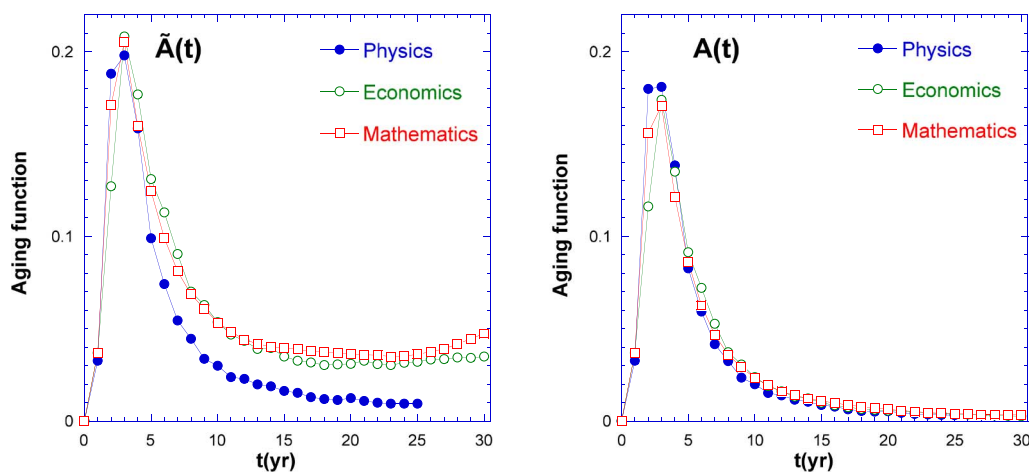 Ã(t)
Physics
Economics
Mathematics
Aging function
0.2
0.1
0
0 5 10 15 20 25 30
t(yr)
A(t)
Physics
Economics
Mathematics
Aging function
0.2
0.1
0
0 5 10 15 20 25 30
t(yr)